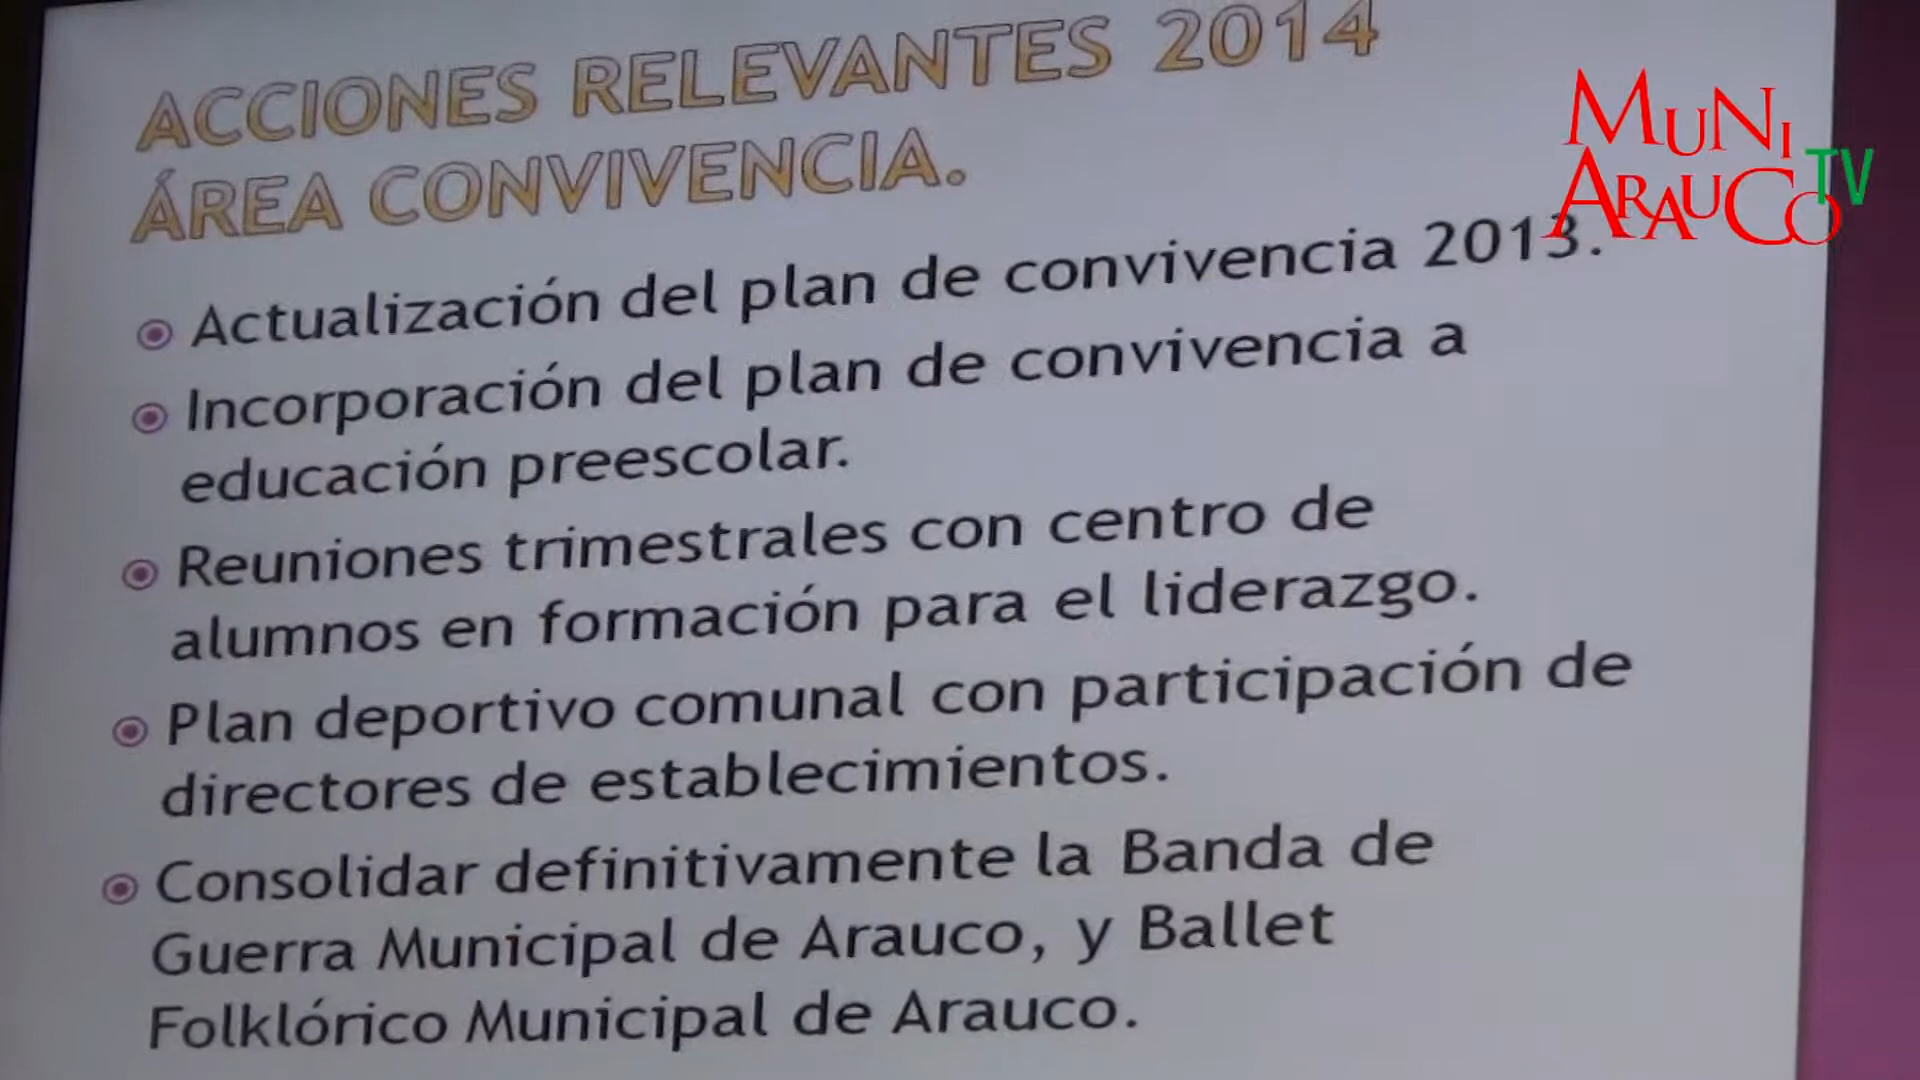 ACCIONES RELEVANTES 2014
ÁREA CONVIVENCIA.
Actualización del plan de convivencia 2013.
Incorporación del plan de convivencia a
educación preescolar.
Reuniones trimestrales con centro de
alumnos en formación para el liderazgo.
Plan deportivo comunal con participación de
directores de establecimientos.
Consolidar definitivamente la Banda de
Guerra Municipal de Arauco, y Ballet
Folklórico Municipal de Arauco.
MUNI
ARAUCO TV